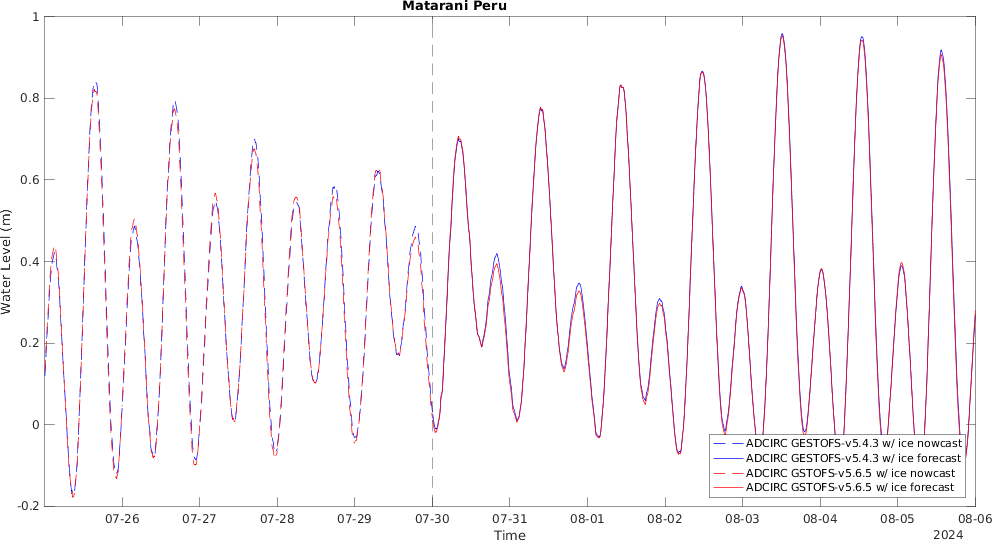 Matarani Peru
1
0.8
0.6
0.4
0.2
0
-0.2
Water Level (m)
ADCIRC GESTOFS-v5.4.3 w/ ice nowcast
ADCIRC GESTOFS-v5.4.3 w/ ice forecast
ADCIRC GSTOFS-v5.6.5 w/ ice nowcast
ADCIRC GSTOFS-v5.6.5 w/ ice forecast
07-26 07-27 07-28 07-29 07-30 07-31 08-01 08-02 08-03 08-04 08-05 08-06
Time
2024